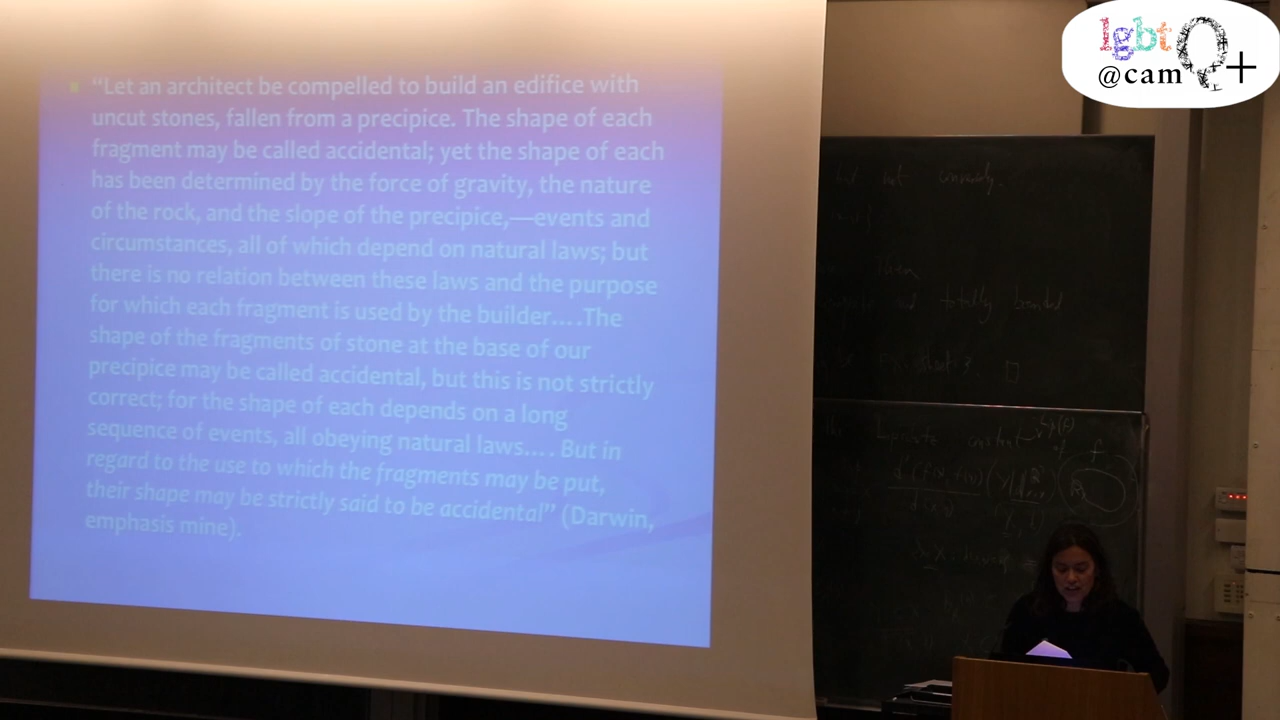 “Let an architect be compelled to build an edifice with
uncut stones, fallen from a precipice. The shape of each
fragment may be called accidental; yet the shape of each
has been determined by the force of gravity, the nature
of the rock, and the slope of the precipice,—events and
circumstances, all of which depend on natural laws; but
there is no relation between these laws and the purpose
for which each fragment is used by the builder….The
shape of the fragments of stone at the base of our
precipice may be called accidental, but this is not strictly
correct; for the shape of each depends on a long
sequence of events, all obeying natural laws…. But in
regard to the use to which the fragments may be put,
their shape may be strictly said to be accidental” (Darwin,
emphasis mine).
lgbtQ+
@cam
not
Then
and totally
constant